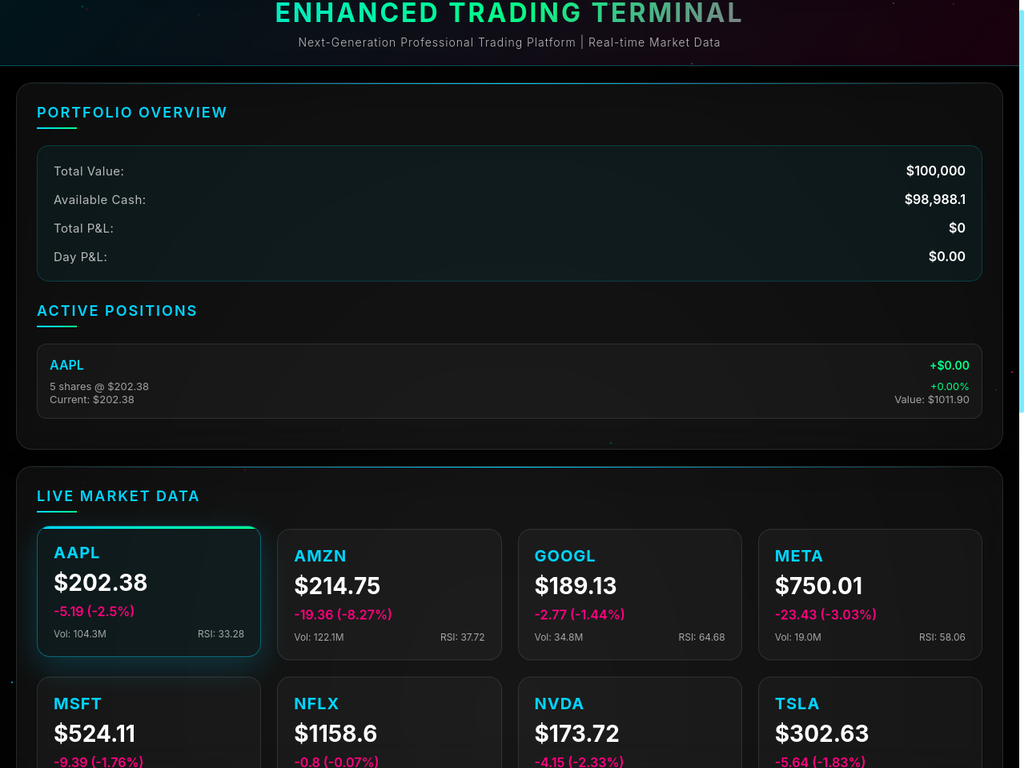 ENHANCED TRADING TERMINAL
Next-Generation Professional Trading Platform | Real-time Market Data
PORTFOLIO OVERVIEW
Total Value: $100,000
Available Cash: $98,988.1
Total P&L: $0
Day P&L: $0.00
ACTIVE POSITIONS
AAPL +$0.00
5 shares @ $202.38 +0.00%
Current: $202.38 Value: $1011.90
LIVE MARKET DATA
AAPL
$202.38
-5.19 (-2.5%)
Vol: 104.3M RSI: 33.28
AMZN
$214.75
-19.36 (-8.27%)
Vol: 122.1M RSI: 37.72
GOOGL
$189.13
-2.77 (-1.44%)
Vol: 34.8M RSI: 64.68
META
$750.01
-23.43 (-3.03%)
Vol: 19.0M RSI: 58.06
MSFT
$524.11
-9.39 (-1.76%)
NFLX
$1158.6
-0.8 (-0.07%)
NVDA
$173.72
-4.15 (-2.33%)
TSLA
$302.63
-5.64 (-1.83%)